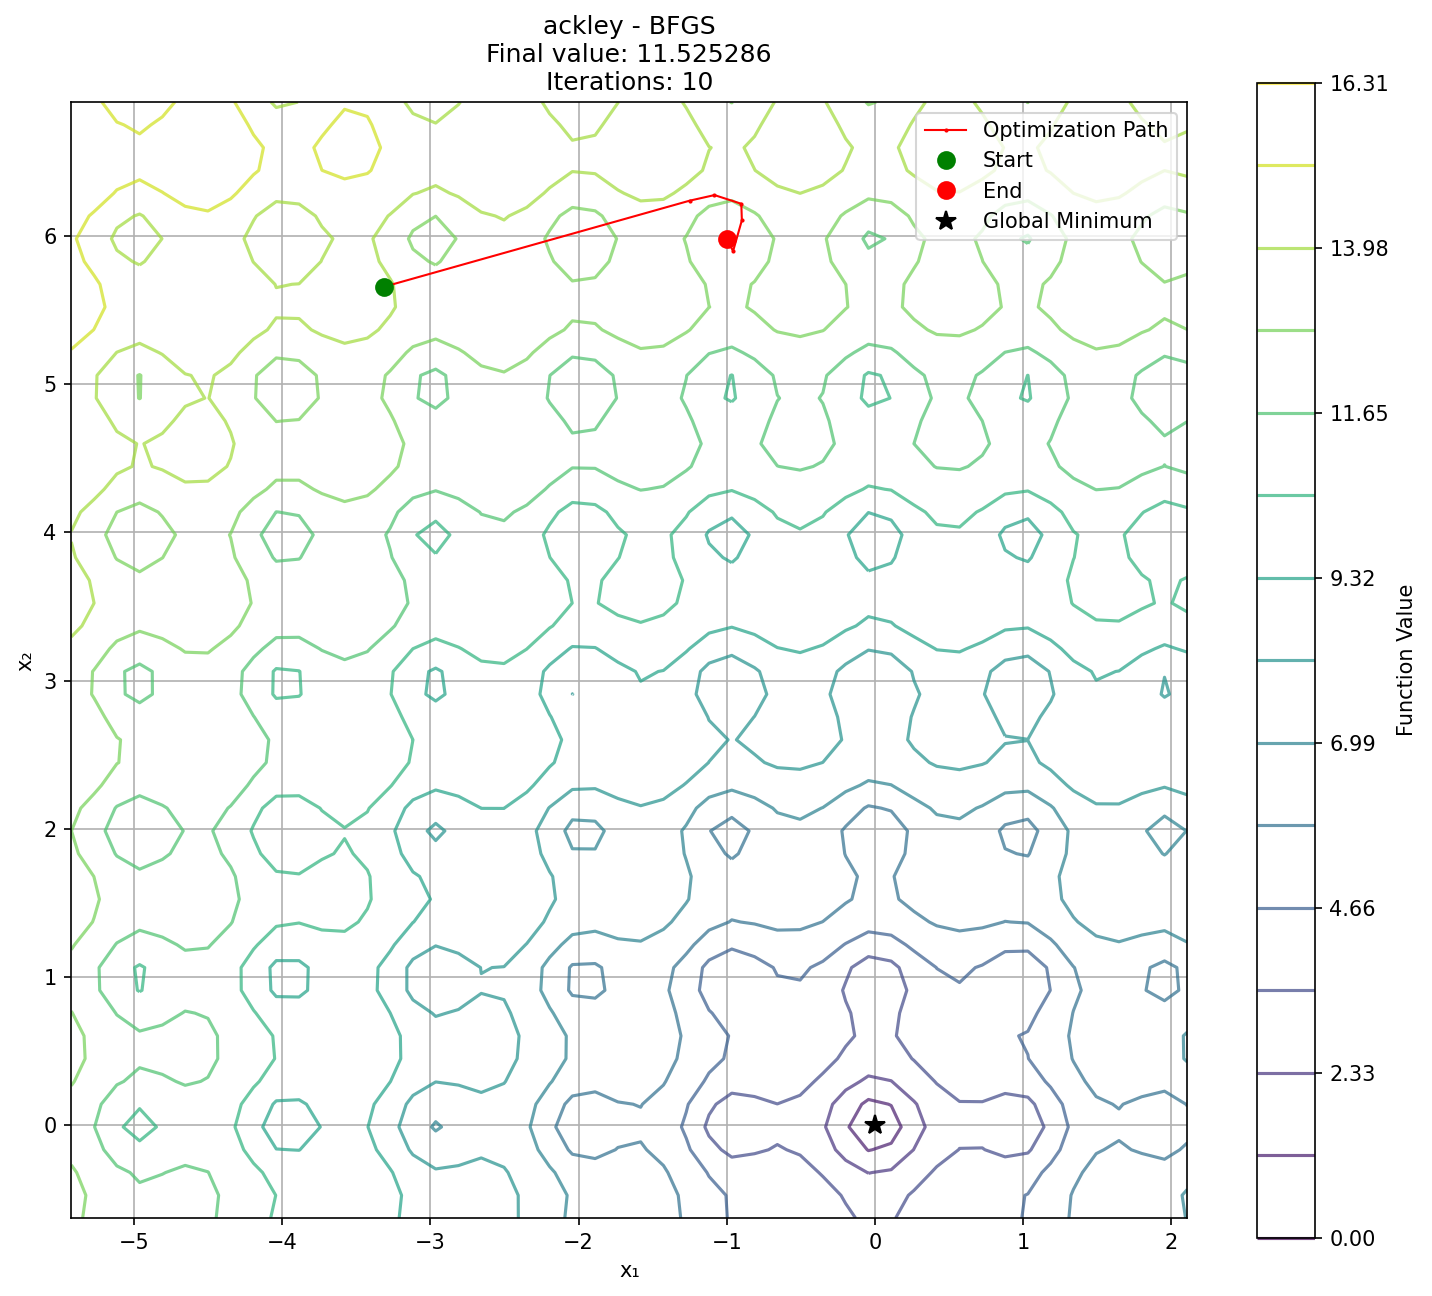 ackley - BFGS
Final value: 11.525286
Iterations: 10
Optimization Path
Start
End
Global Minimum
16.31
13.98
11.65
9.32
6.99
4.66
2.33
0.00
Function Value
6
5
4
3
2
1
0
x₂
−5 −4 −3 −2 −1 0 1 2
x₁